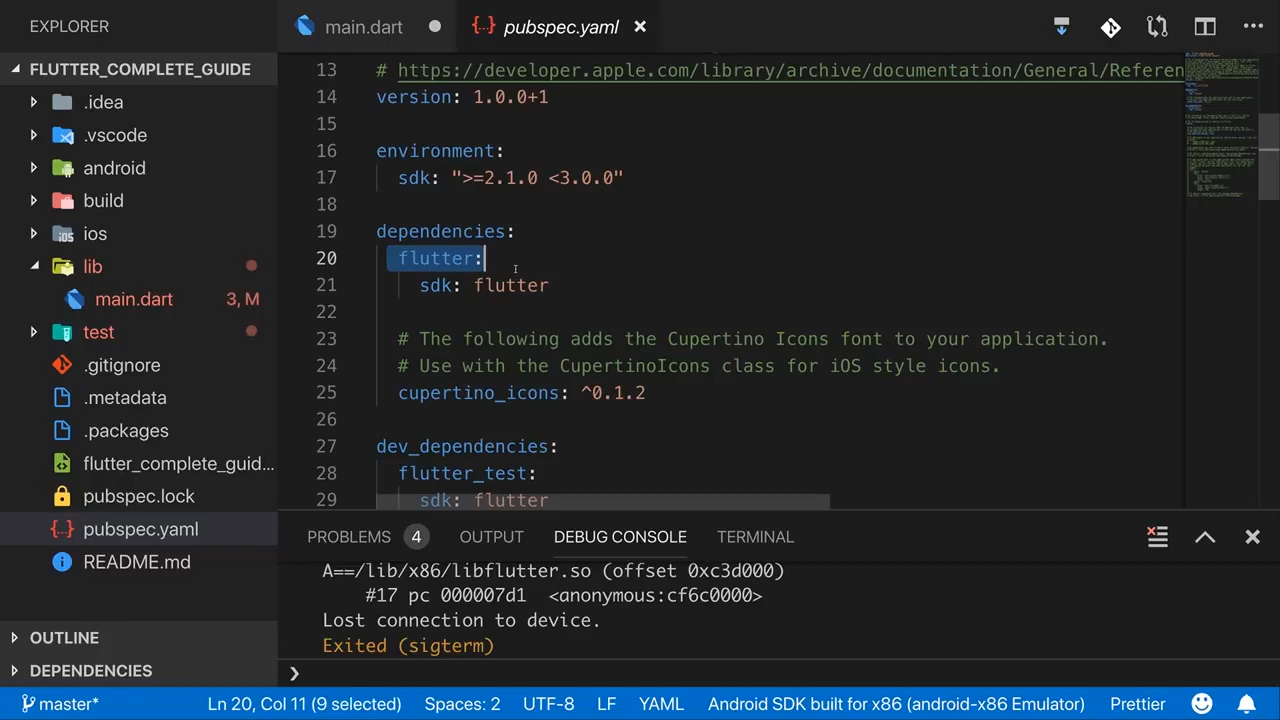 EXPLORER
FLUTTER_COMPLETE_GUIDE
.idea
.vscode
android
build
ios
lib
main.dart 3, M
test
.gitignore
.metadata
.packages
flutter_complete_guid...
pubspec.lock
pubspec.yaml
README.md
OUTLINE
DEPENDENCIES
main.dart
pubspec.yaml
13 # https://developer.apple.com/library/archive/documentation/General/Referen
14 version: 1.0.0+1
15
16 environment:
17 sdk: ">=2.1.0 <3.0.0"
18
19 dependencies:
20 flutter:
21 sdk: flutter
22
23 # The following adds the Cupertino Icons font to your application.
24 # Use with the CupertinoIcons class for iOS style icons.
25 cupertino_icons: ^0.1.2
26
27 dev_dependencies:
28 flutter_test:
29 sdk: flutter
PROBLEMS 4 OUTPUT DEBUG CONSOLE TERMINAL
A==/lib/x86/libflutter.so (offset 0xc3d000)
#17 pc 000007d1 <anonymous:cf6c0000>
Lost connection to device.
Exited (sigterm)
master* Ln 20, Col 11 (9 selected) Spaces: 2 UTF-8 LF YAML Android SDK built for x86 (android-x86 Emulator) Prettier